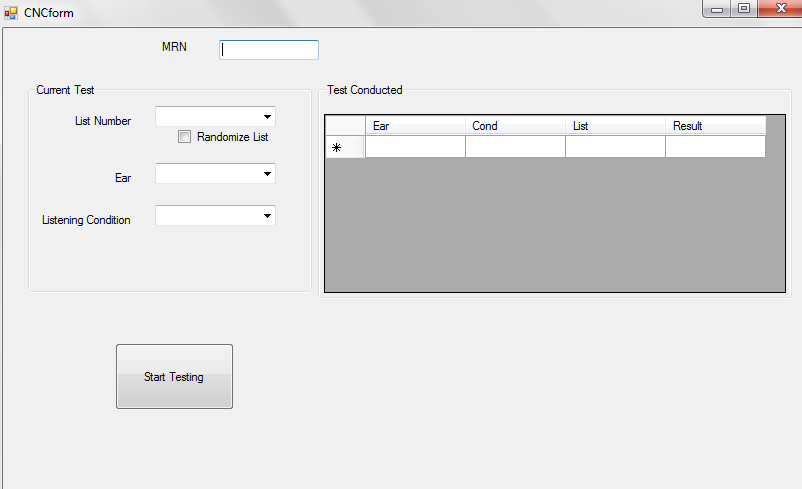 CNCform
MRN
Current Test
List Number
Randomize List
Ear
Listening Condition
Test Conducted
Ear Cond List Result
Start Testing